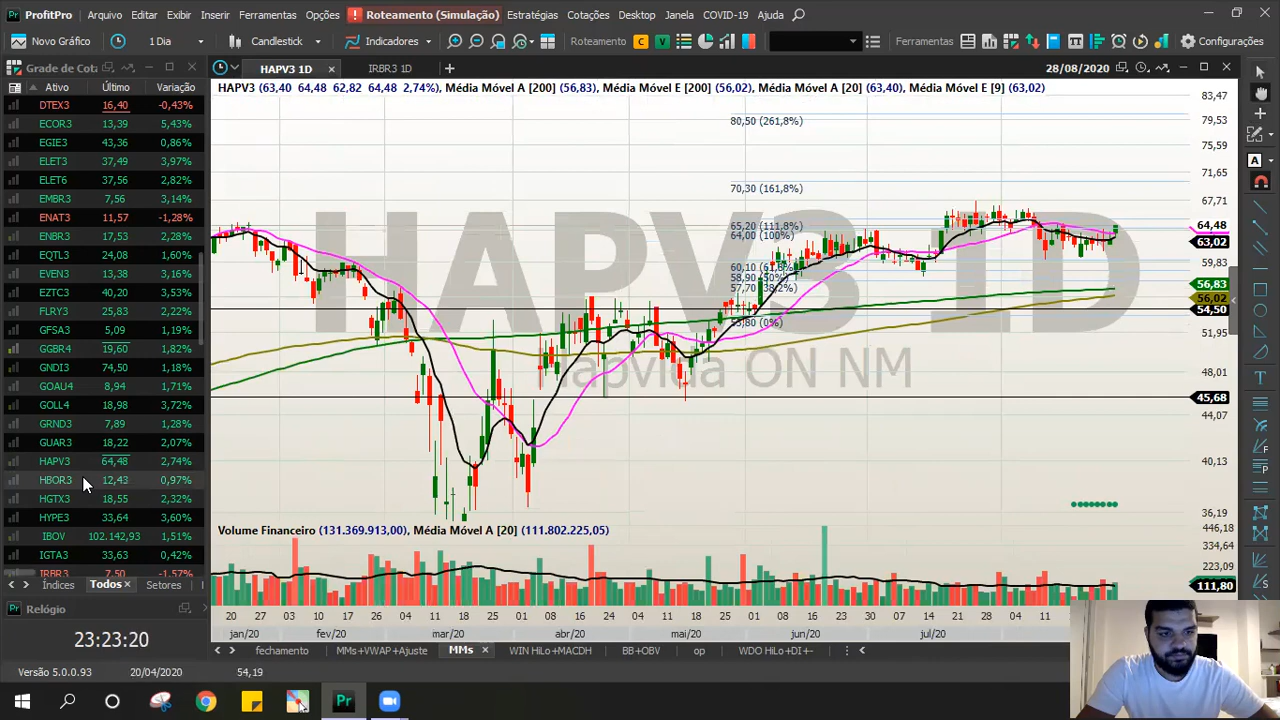 ProfitPro
Arquivos Editar Exibir Inserir Ferramentas Opções ! Roteamento (Simulação) Estratégias Cotações Desktop Janela COVID-19 Ajuda
Novo Gráfico 1 Dia Candlestick Indicadores Roteamento C V Ferramentas Configurações
Grade de Cota
HAPV3 1D
IRBR3 1D
28/08/2020
Ativo Último Variação
DTEX3 16,40 -0,43%
ECOR3 13,39 5,43%
EGIE3 43,36 0,86%
ELET3 37,49 3,97%
ELET6 37,56 2,82%
EMBR3 7,56 3,14%
ENAT3 11,57 -1,28%
ENBR3 17,53 2,28%
EQTL3 24,08 1,60%
EVEN3 13,38 3,16%
EZTC3 40,20 3,53%
FLRY3 25,83 2,22%
GFSA3 5,09 1,19%
GGBR4 19,60 1,82%
GNDI3 74,50 1,18%
GOAU4 8,94 1,71%
GOLL4 18,98 3,72%
GRND3 7,89 1,28%
GUAR3 18,22 2,07%
HAPV3 64,48 2,74%
HBOR3 12,43 0,97%
HGTX3 18,55 2,32%
HYPE3 33,64 3,60%
IBOV 102.142,93 1,51%
IGTA3 33,63 0,42%
IRBR3 7,50 -1,57%
Índices Todos Setores
Relógio
23:23:20
Versão 5.0.0.93 20/04/2020 54,19
HAPV3 (63,40 64,48 62,82 64,48 2,74%), Média Móvel A [200] (56,83), Média Móvel E [200] (56,02), Média Móvel A [20] (63,40), Média Móvel E [9] (63,02)
HAPV3 1D
Hapvida ON NM
80,50 (261,8%)
70,30 (161,8%)
65,20 (111,8%)
64,00 (100%)
60,10 (61,8%)
58,90 (50%)
57,70 (38,2%)
53,80 (0%)
83,47
79,53
75,59
71,65
67,71
64,48
63,02
59,83
56,83
56,02
54,50
51,95
48,01
45,68
44,07
40,13
36,19
Volume Financeiro (131.369.913,00), Média Móvel A [20] (111.802.225,05)
446,18
334,64
223,09
111,80
20 27 03 11 17 20 03 06 11 18 25 01 08 14 16 24 04 11 18 25 01 04 15 18 23 30 07 14 21 28 04 11
jan/20 fev/20 mar/20 abr/20 mai/20 jun/20 jul/20
fechamento MMs+VWAP+Ajuste MMs WIN HiLo+MACDH BB+OBV op WDO HiLo+DI+-
Pr